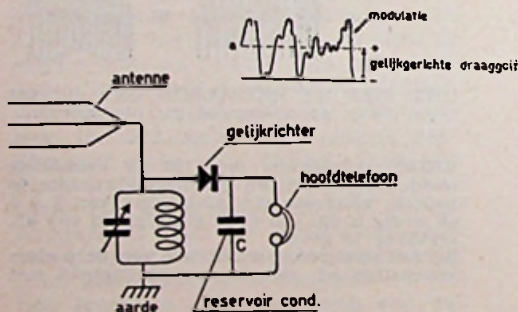 modulatie
a
+
gelijkgerichte draaggolf
-
antenne
gelijkrichter
hoofdtelefoon
C
reservoir cond.
aarde